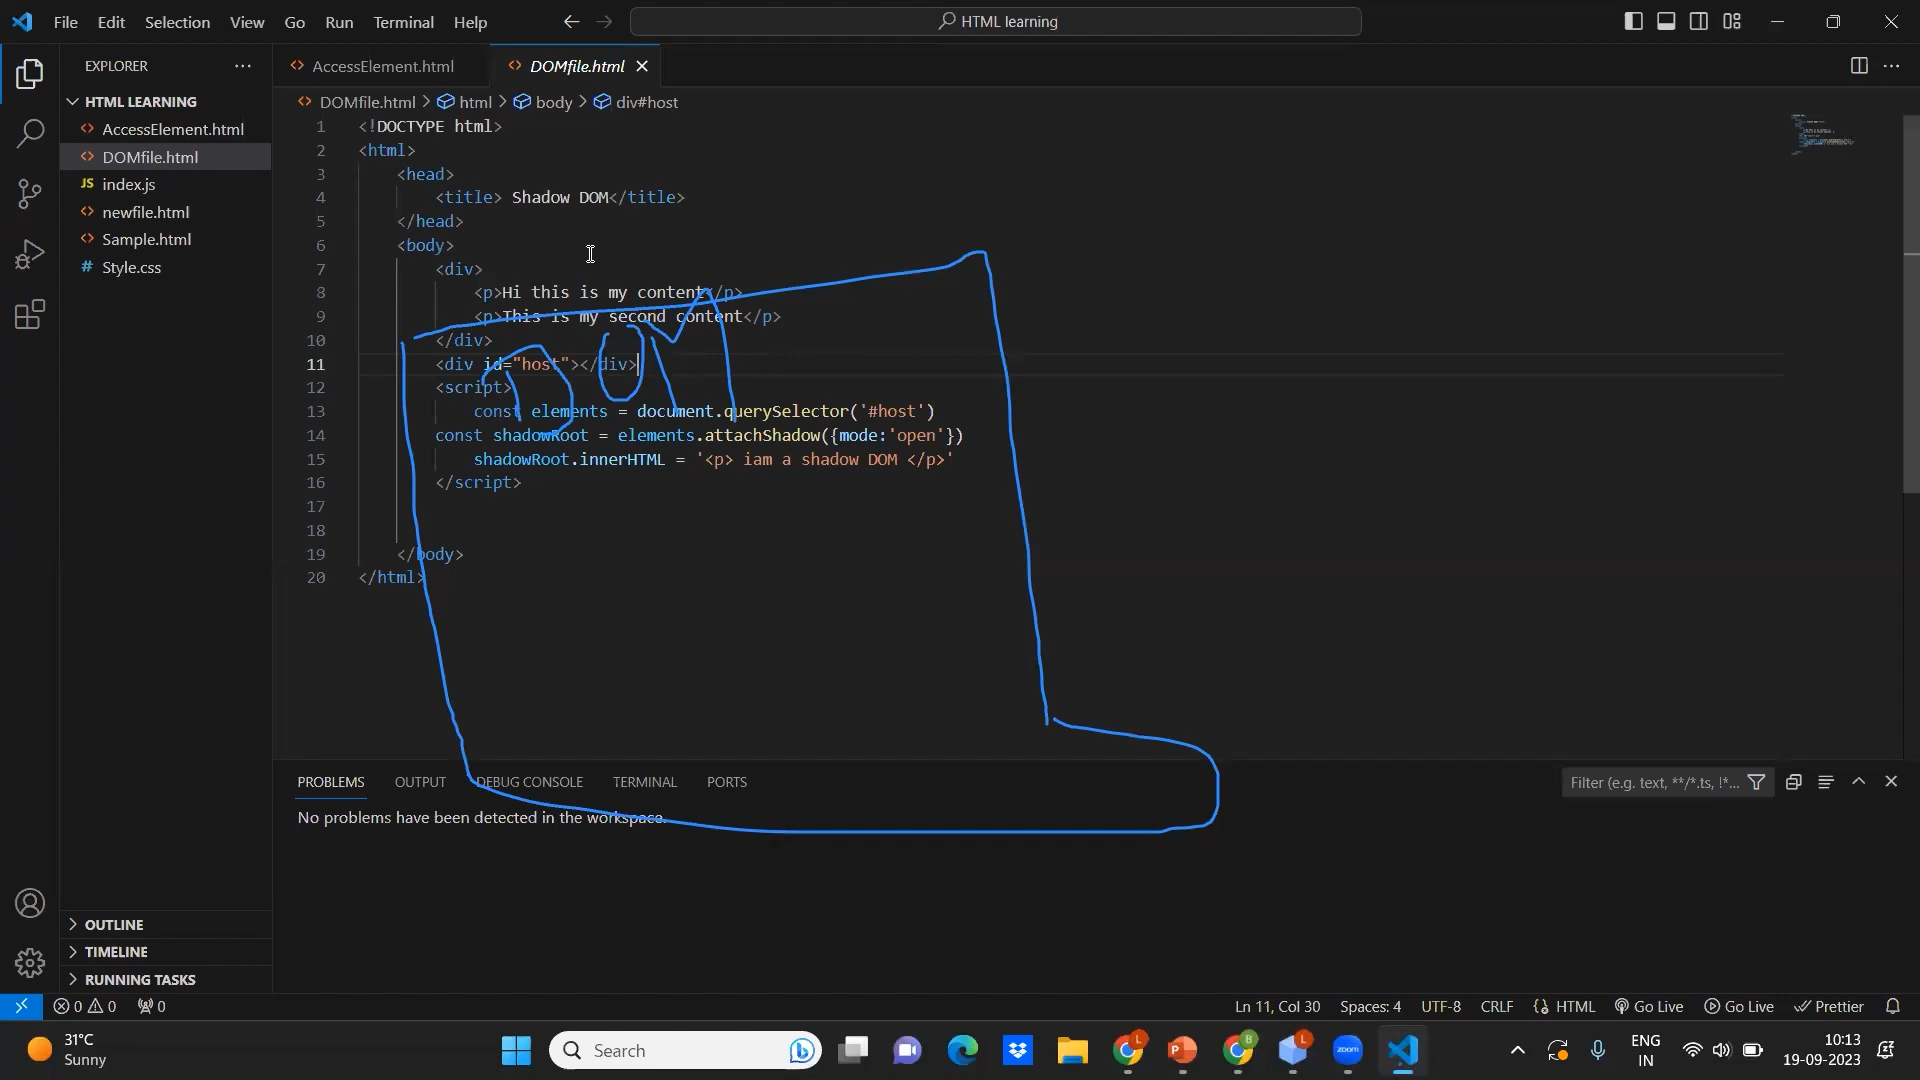 File Edit Selection View Go Run Terminal Help
HTML learning
EXPLORER
AccessElement.html
DOMfile.html
HTML LEARNING
AccessElement.html
DOMfile.html
JS index.js
newfile.html
Sample.html
# Style.css
DOMfile.html > html > body > div#host
1 <!DOCTYPE html>
2 <html>
3 <head>
4 <title> Shadow DOM</title>
5 </head>
6 <body>
7 <div>
8 <p>Hi this is my content</p>
9 <p>This is my second content</p>
10 </div>
11 <div id="host"></div>
12 <script>
13 const elements = document.querySelector('#host')
14 const shadowRoot = elements.attachShadow({mode:'open'})
15 shadowRoot.innerHTML = '<p> iam a shadow DOM </p>'
16 </script>
17
18
19 </body>
20 </html>
DOM
PROBLEMS OUTPUT DEBUG CONSOLE TERMINAL PORTS
Filter (e.g. text, **/*.ts, !*...
No problems have been detected in the workspace.
OUTLINE
TIMELINE
RUNNING TASKS
0 0 0
Ln 11, Col 30 Spaces: 4 UTF-8 CRLF HTML Go Live Go Live Prettier
31°C
Sunny
Search
L P B L zoom
ENG
IN
10:13
19-09-2023